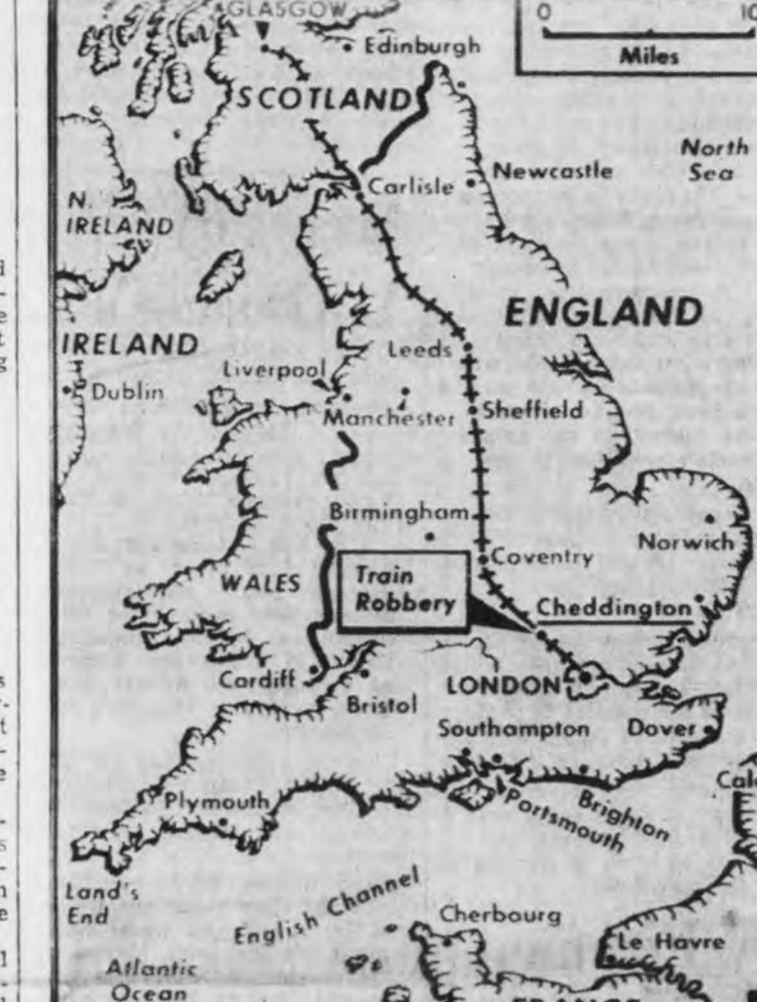 GLASGOW
0 10
Miles
Edinburgh
SCOTLAND
North
Sea
Newcastle
Carlisle
N.
IRELAND
ENGLAND
IRELAND
Leeds
Liverpool
Dublin
Manchester
Sheffield
Birmingham
Norwich
Coventry
WALES
Train
Robbery
Cheddington
Cardiff
LONDON
Bristol
Southampton
Dover
Plymouth
Portsmouth
Brighton
Land's
End
English Channel
Cherbourg
Le Havre
Atlantic
Ocean